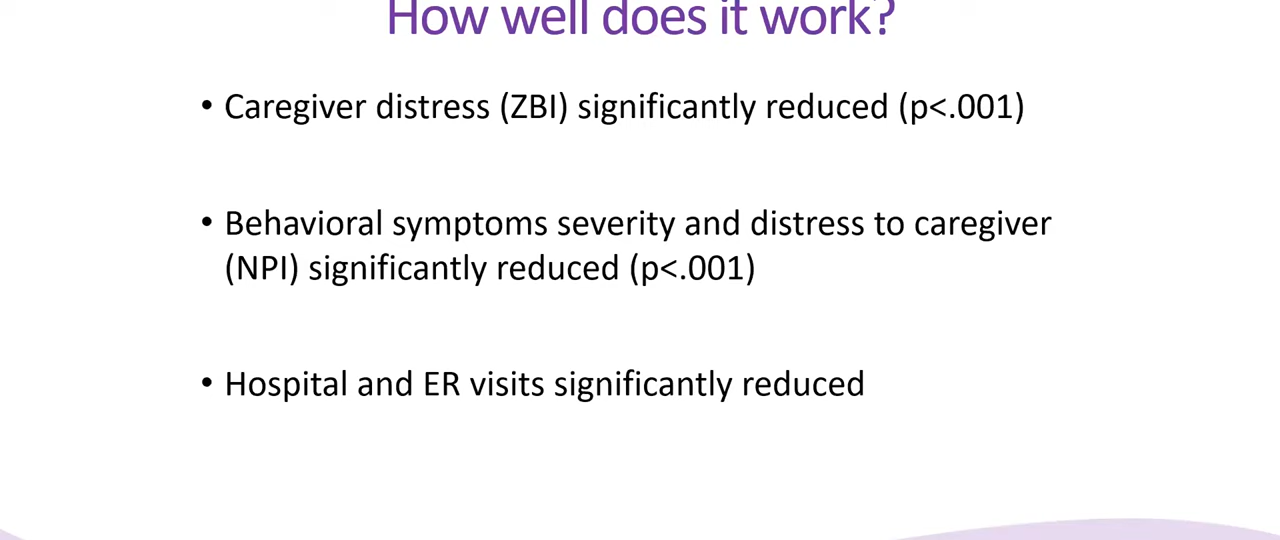 How well does it work?
• Caregiver distress (ZBI) significantly reduced (p<.001)
• Behavioral symptoms severity and distress to caregiver
(NPI) significantly reduced (p<.001)
• Hospital and ER visits significantly reduced